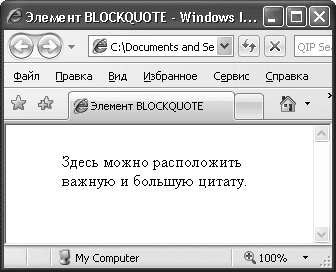 Элемент BLOCKQUOTE - Windows I...
C:\Documents and Se
QIP Se
Файл Правка Вид Избранное Сервис Справка
Элемент BLOCKQUOTE
Здесь можно расположить
важную и большую цитату.
My Computer 100%